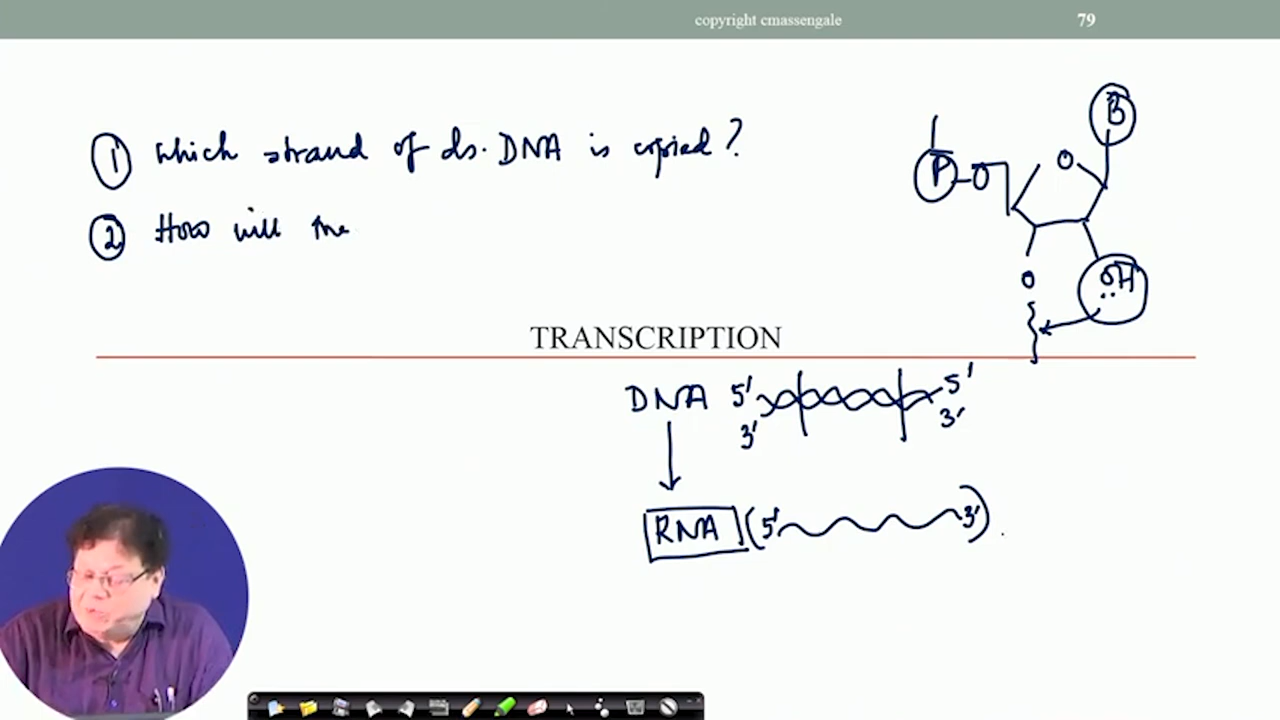 copyright cmassengale 79
① Which strand of ds. DNA is copied?
② How will the
B
P-O
O
O
OH
TRANSCRIPTION
DNA 5' 5'
3' 3'
RNA (5' 3')